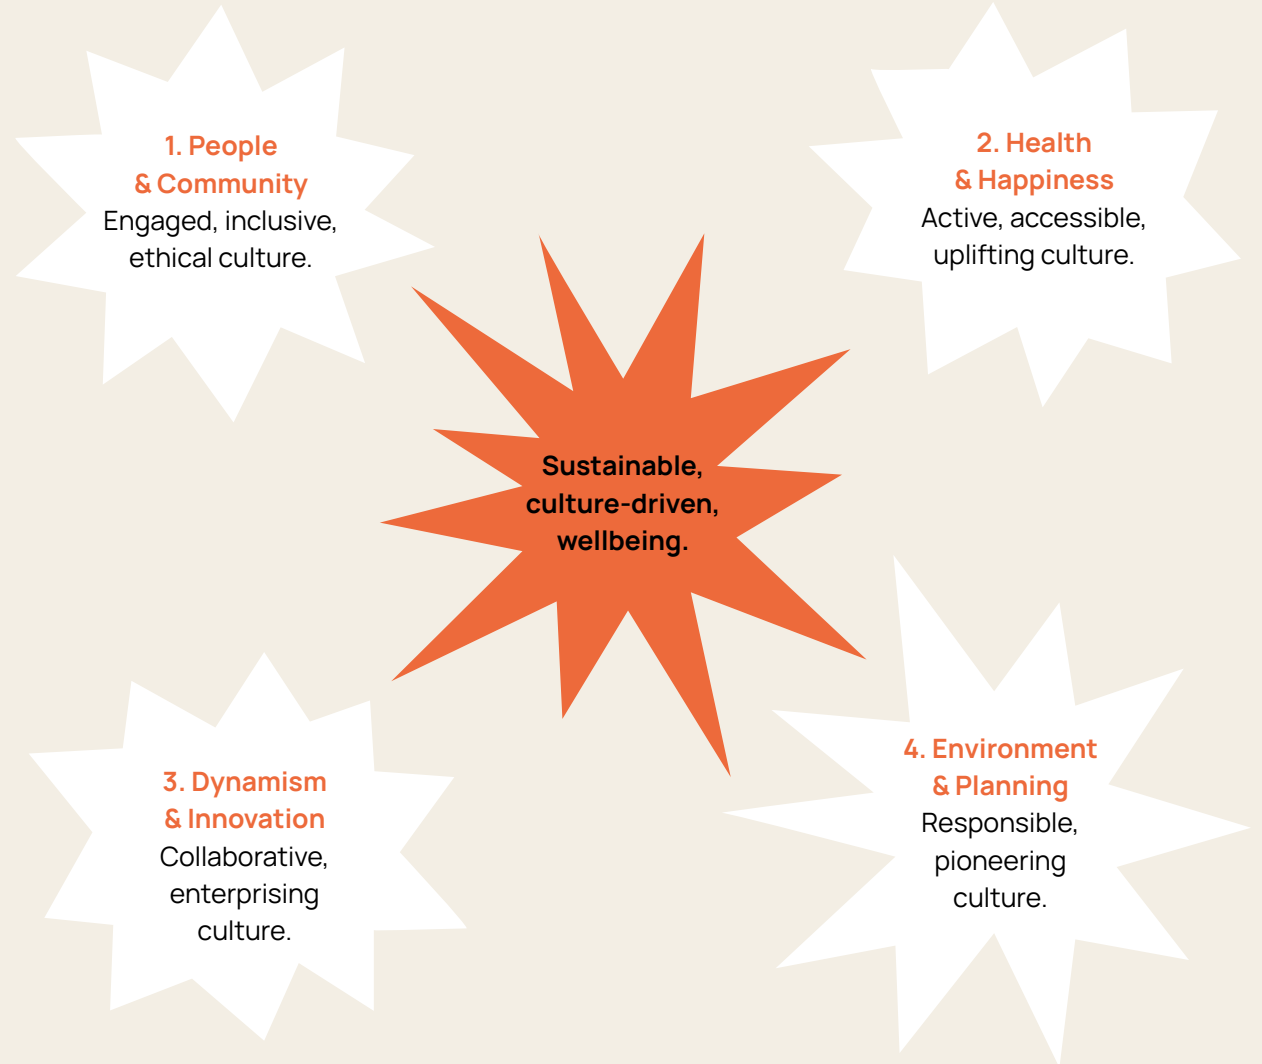 1. People
& Community
Engaged, inclusive,
ethical culture.
2. Health
& Happiness
Active, accessible,
uplifting culture.
Sustainable,
culture-driven,
wellbeing.
3. Dynamism
& Innovation
Collaborative,
enterprising
culture.
4. Environment
& Planning
Responsible,
pioneering
culture.